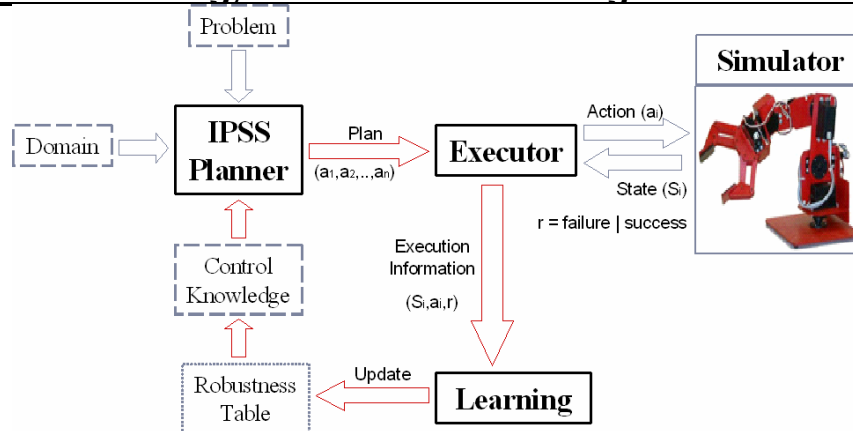 Problem
Simulator
Domain
IPSS
Planner
Plan
(a1,a2,..,an)
Executor
Action (ai)
State (Si)
r = failure | success
Execution
Information
(Si,ai,r)
Control
Knowledge
Robustness
Table
Update
Learning